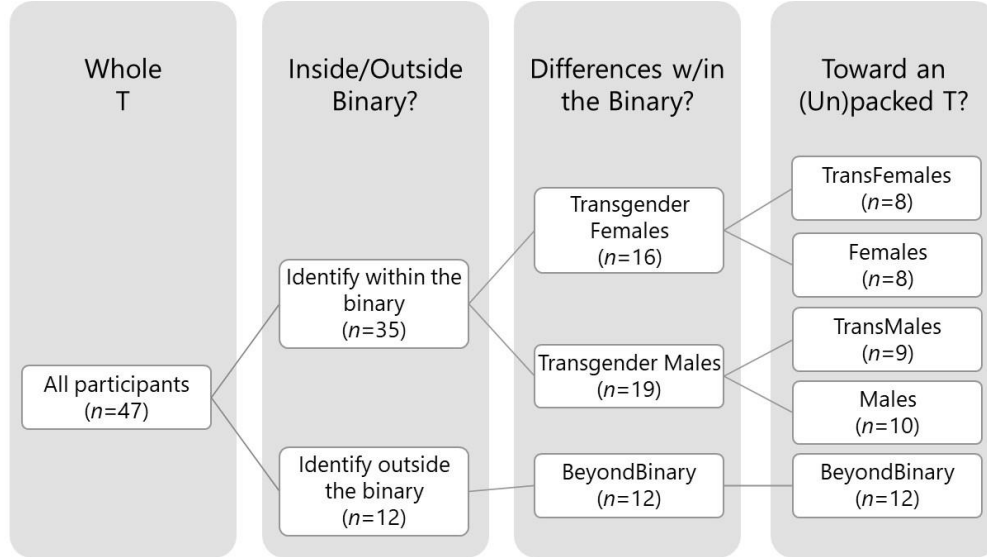 Whole
T
Inside/Outside
Binary?
Differences w/in
the Binary?
Toward an
(Un)packed T?
All participants
(n=47)
Identify within the
binary
(n=35)
Identify outside
the binary
(n=12)
Transgender
Females
(n=16)
Transgender Males
(n=19)
BeyondBinary
(n=12)
TransFemales
(n=8)
Females
(n=8)
TransMales
(n=9)
Males
(n=10)
BeyondBinary
(n=12)